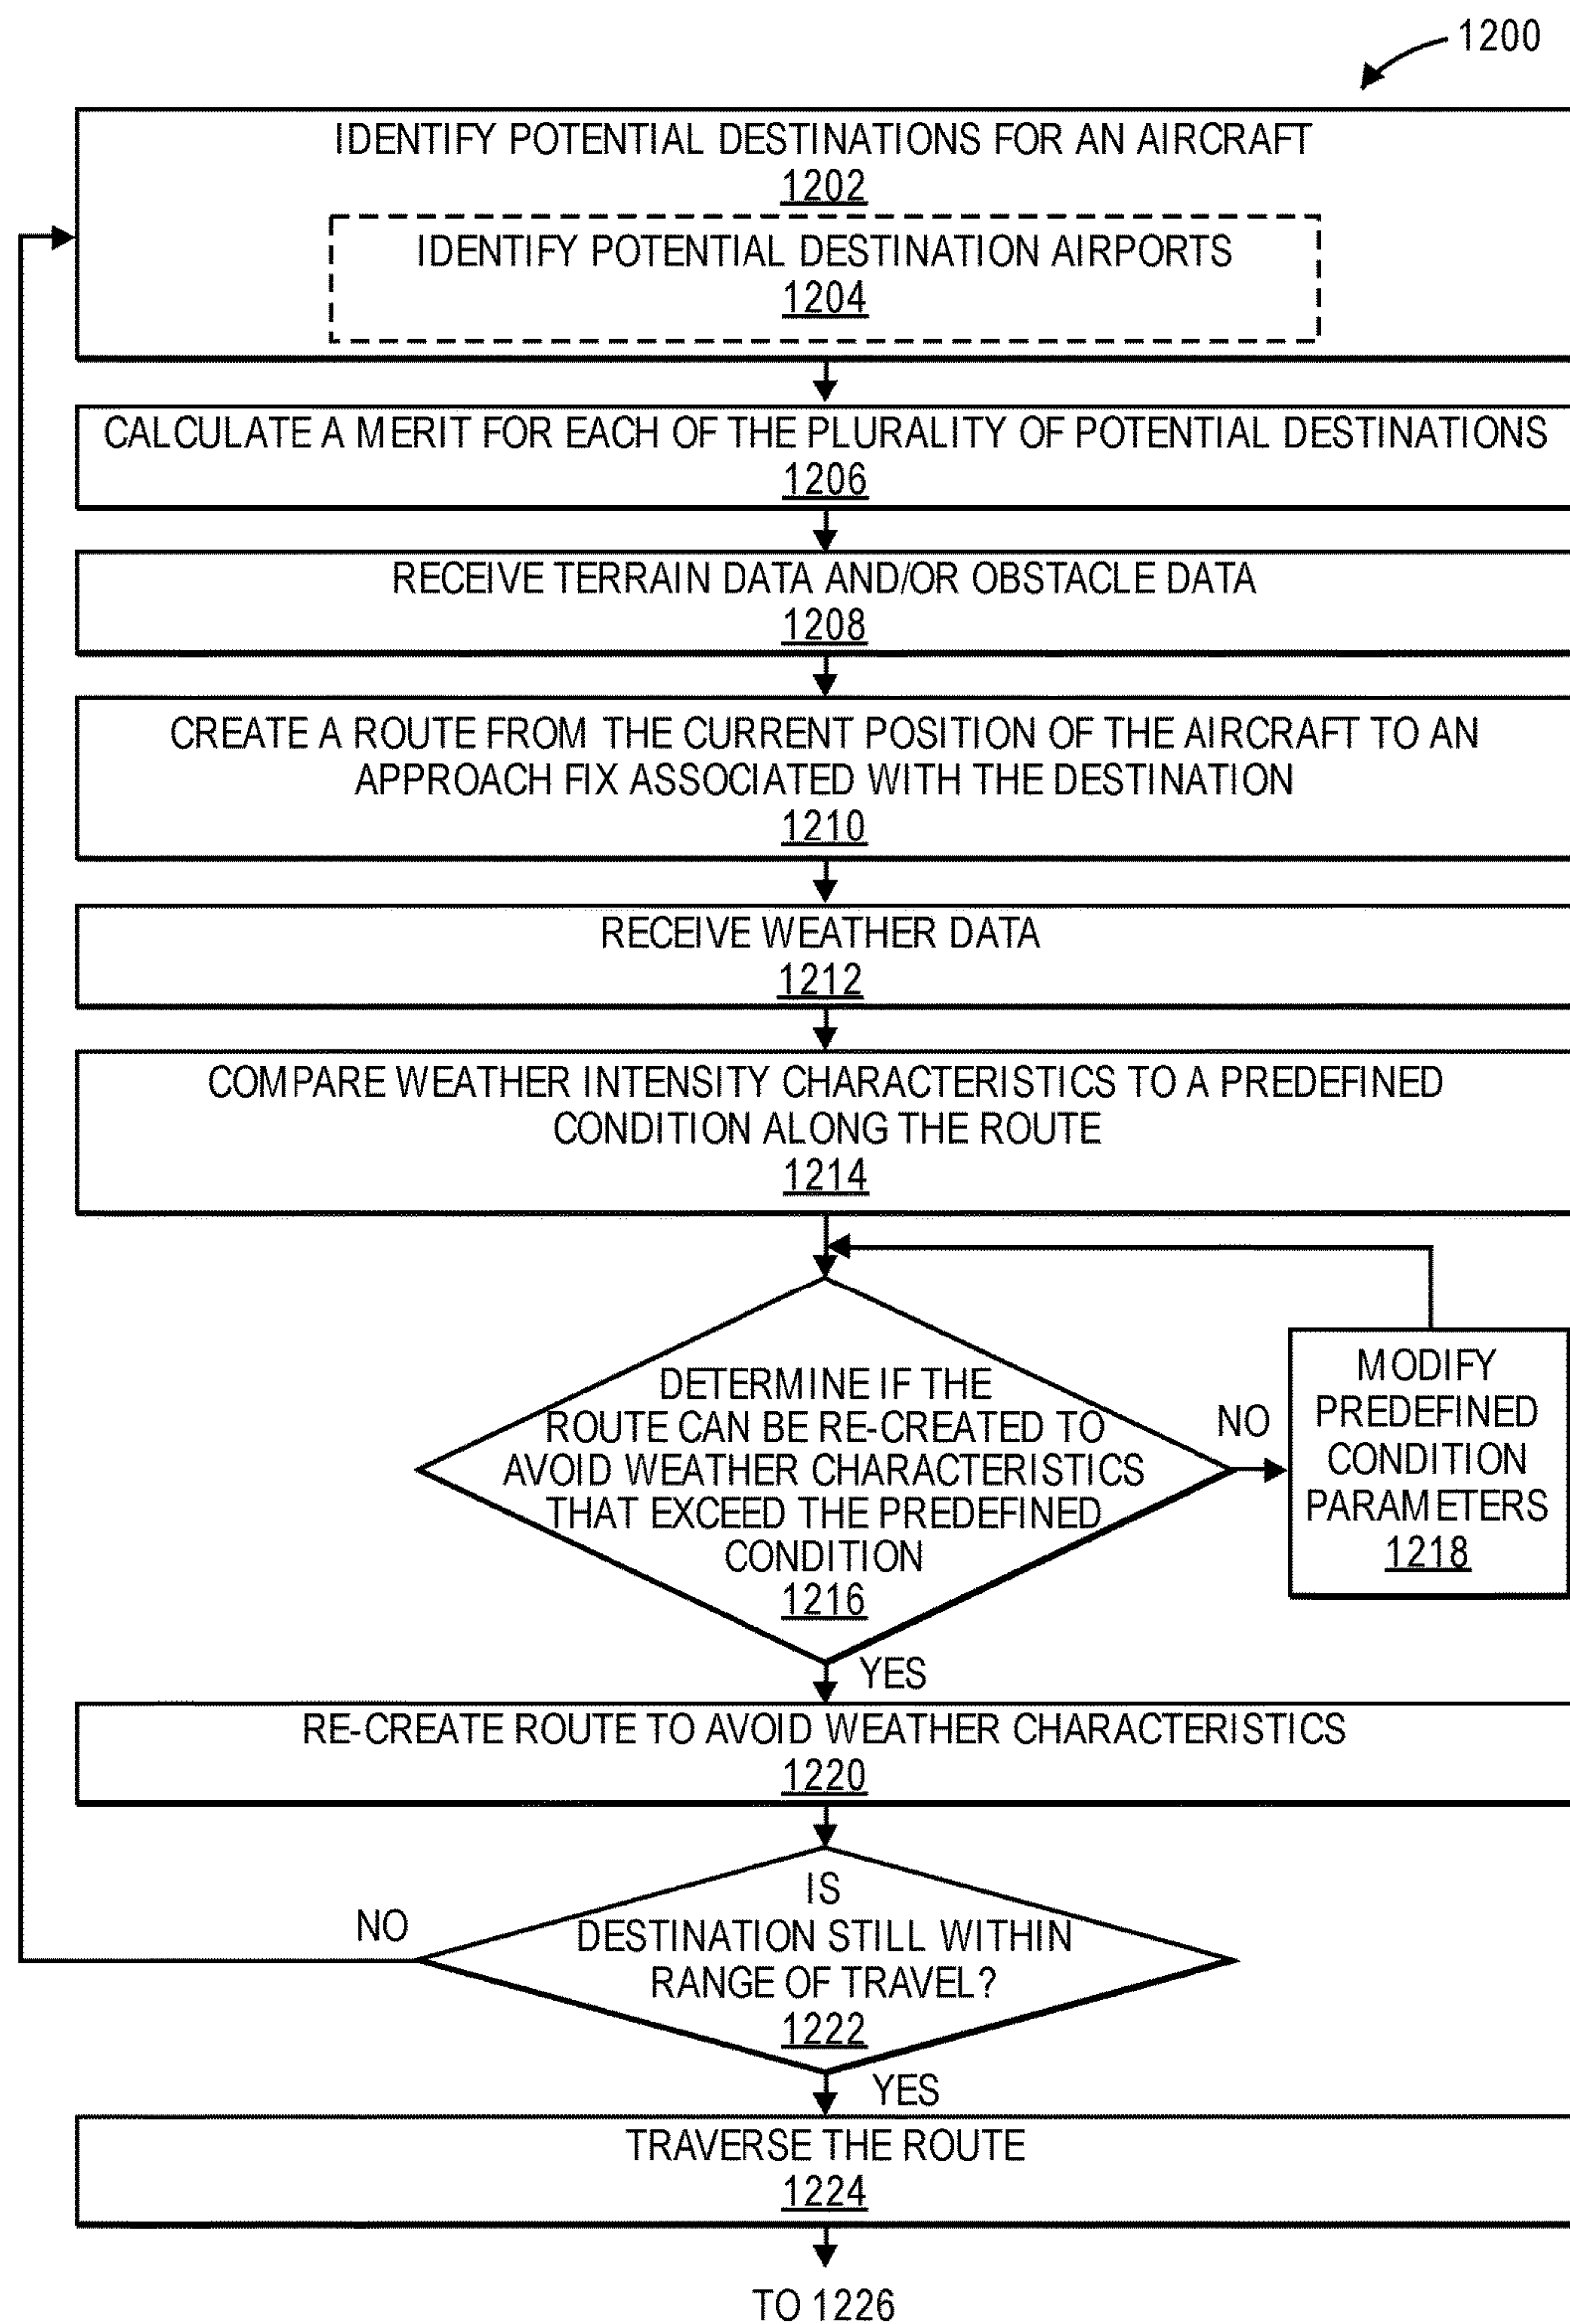 1200
IDENTIFY POTENTIAL DESTINATIONS FOR AN AIRCRAFT
1202
IDENTIFY POTENTIAL DESTINATION AIRPORTS
1204
CALCULATE A MERIT FOR EACH OF THE PLURALITY OF POTENTIAL DESTINATIONS
1206
RECEIVE TERRAIN DATA AND/OR OBSTACLE DATA
1208
CREATE A ROUTE FROM THE CURRENT POSITION OF THE AIRCRAFT TO AN
APPROACH FIX ASSOCIATED WITH THE DESTINATION
1210
RECEIVE WEATHER DATA
1212
COMPARE WEATHER INTENSITY CHARACTERISTICS TO A PREDEFINED
CONDITION ALONG THE ROUTE
1214
DETERMINE IF THE
ROUTE CAN BE RE-CREATED TO
AVOID WEATHER CHARACTERISTICS
THAT EXCEED THE PREDEFINED
CONDITION
1216
NO
MODIFY
PREDEFINED
CONDITION
PARAMETERS
1218
YES
RE-CREATE ROUTE TO AVOID WEATHER CHARACTERISTICS
1220
IS
DESTINATION STILL WITHIN
RANGE OF TRAVEL?
1222
NO
YES
TRAVERSE THE ROUTE
1224
TO 1226